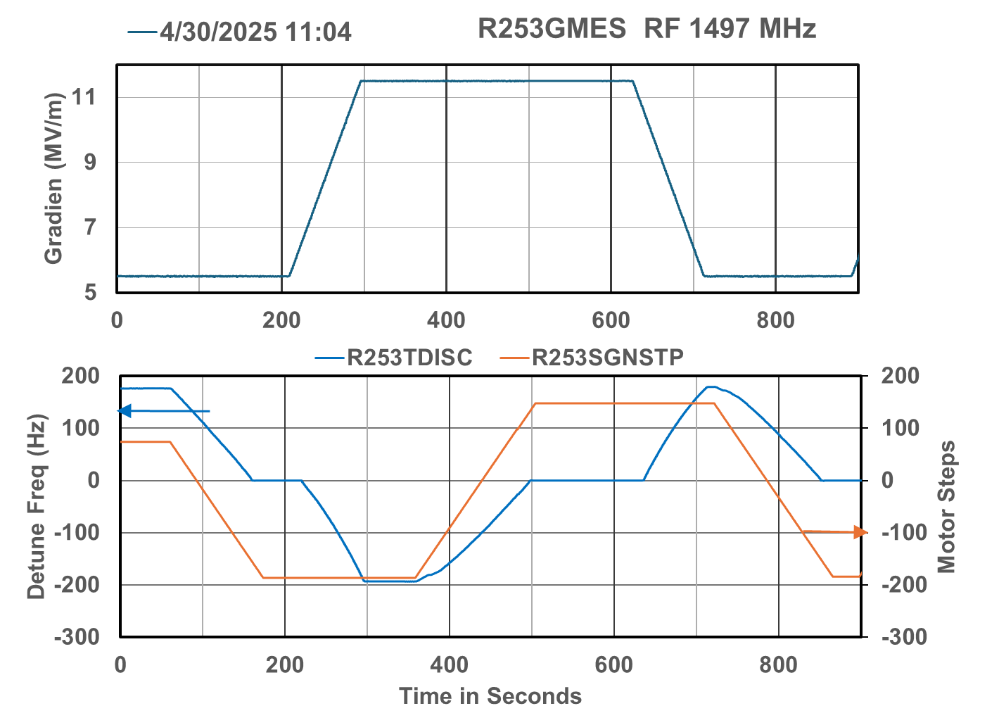 4/30/2025 11:04
R253GMES RF 1497 MHz
Gradien (MV/m)
11
9
7
5
0 200 400 600 800
R253TDISC R253SGNSTP
Detune Freq (Hz)
200
100
0
-100
-200
-300
200
100
0
-100
-200
-300
Motor Steps
0 200 400 600 800
Time in Seconds